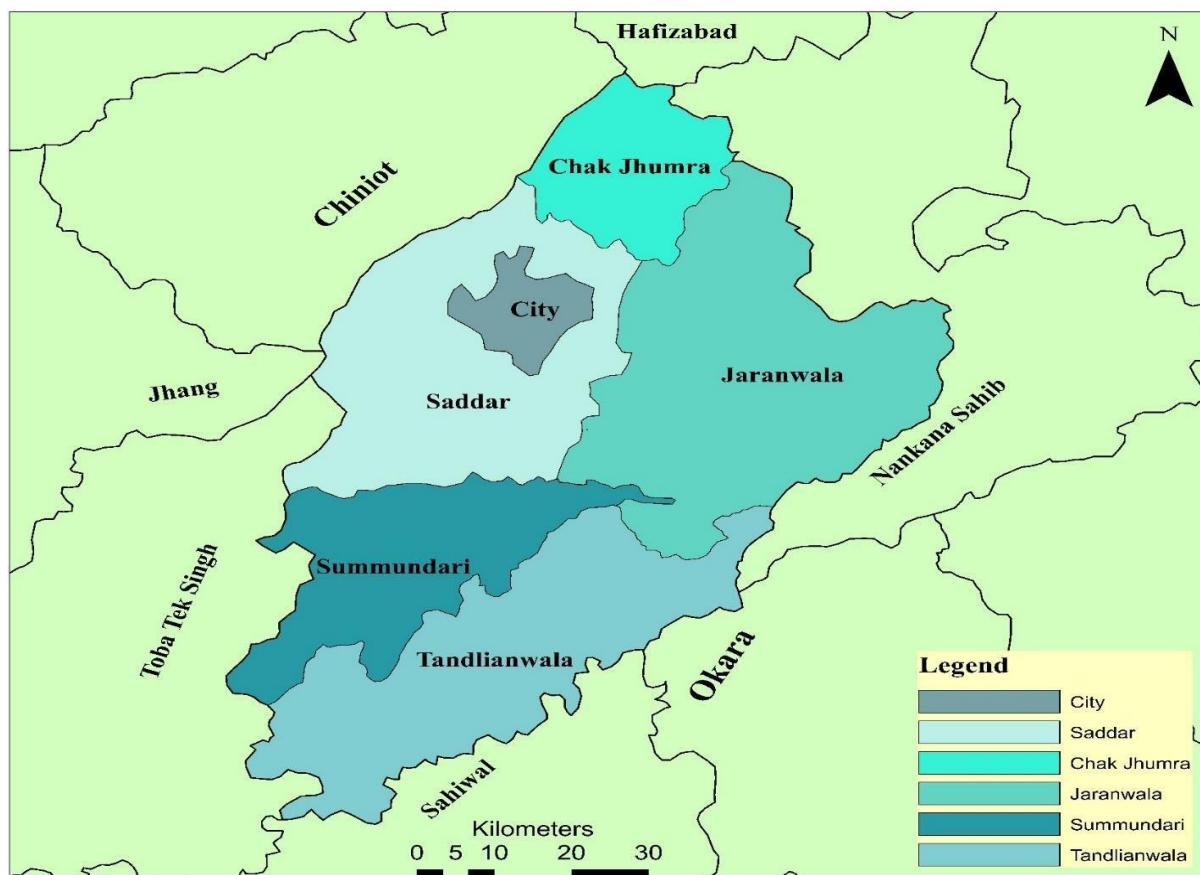 Hafizabad
N
Chak Jhumra
Chiniot
City
Jhang
Saddar
Jaranwala
Nankana Sahib
Summundari
Toba Tek Singh
Tandlianwala
Okara
Sahiwal
Kilometers
0 5 10 20 30
Legend
City
Saddar
Chak Jhumra
Jaranwala
Summundari
Tandlianwala